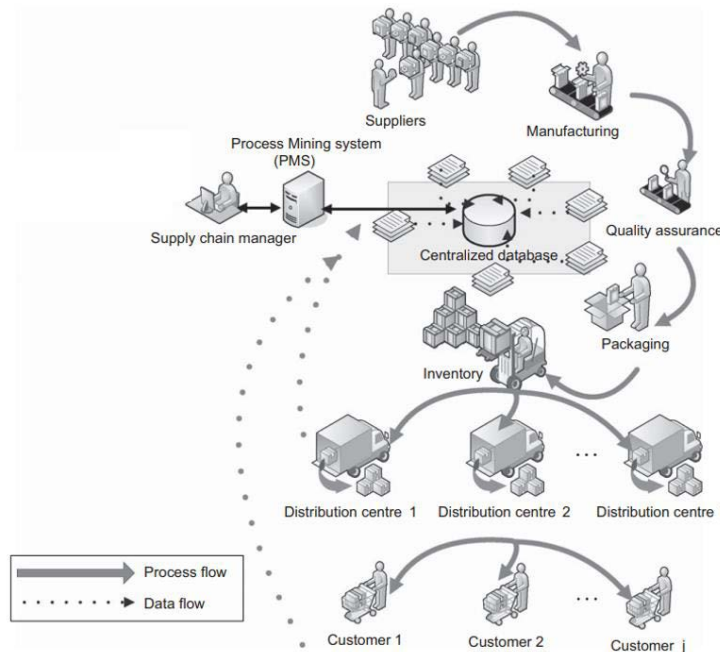 Suppliers
Manufacturing
Process Mining system
(PMS)
Supply chain manager
Centralized database
Quality assurance
Packaging
Inventory
...
Distribution centre 1
Distribution centre 2
Distribution centre
Process flow
Data flow
...
Customer 1
Customer 2
Customer j